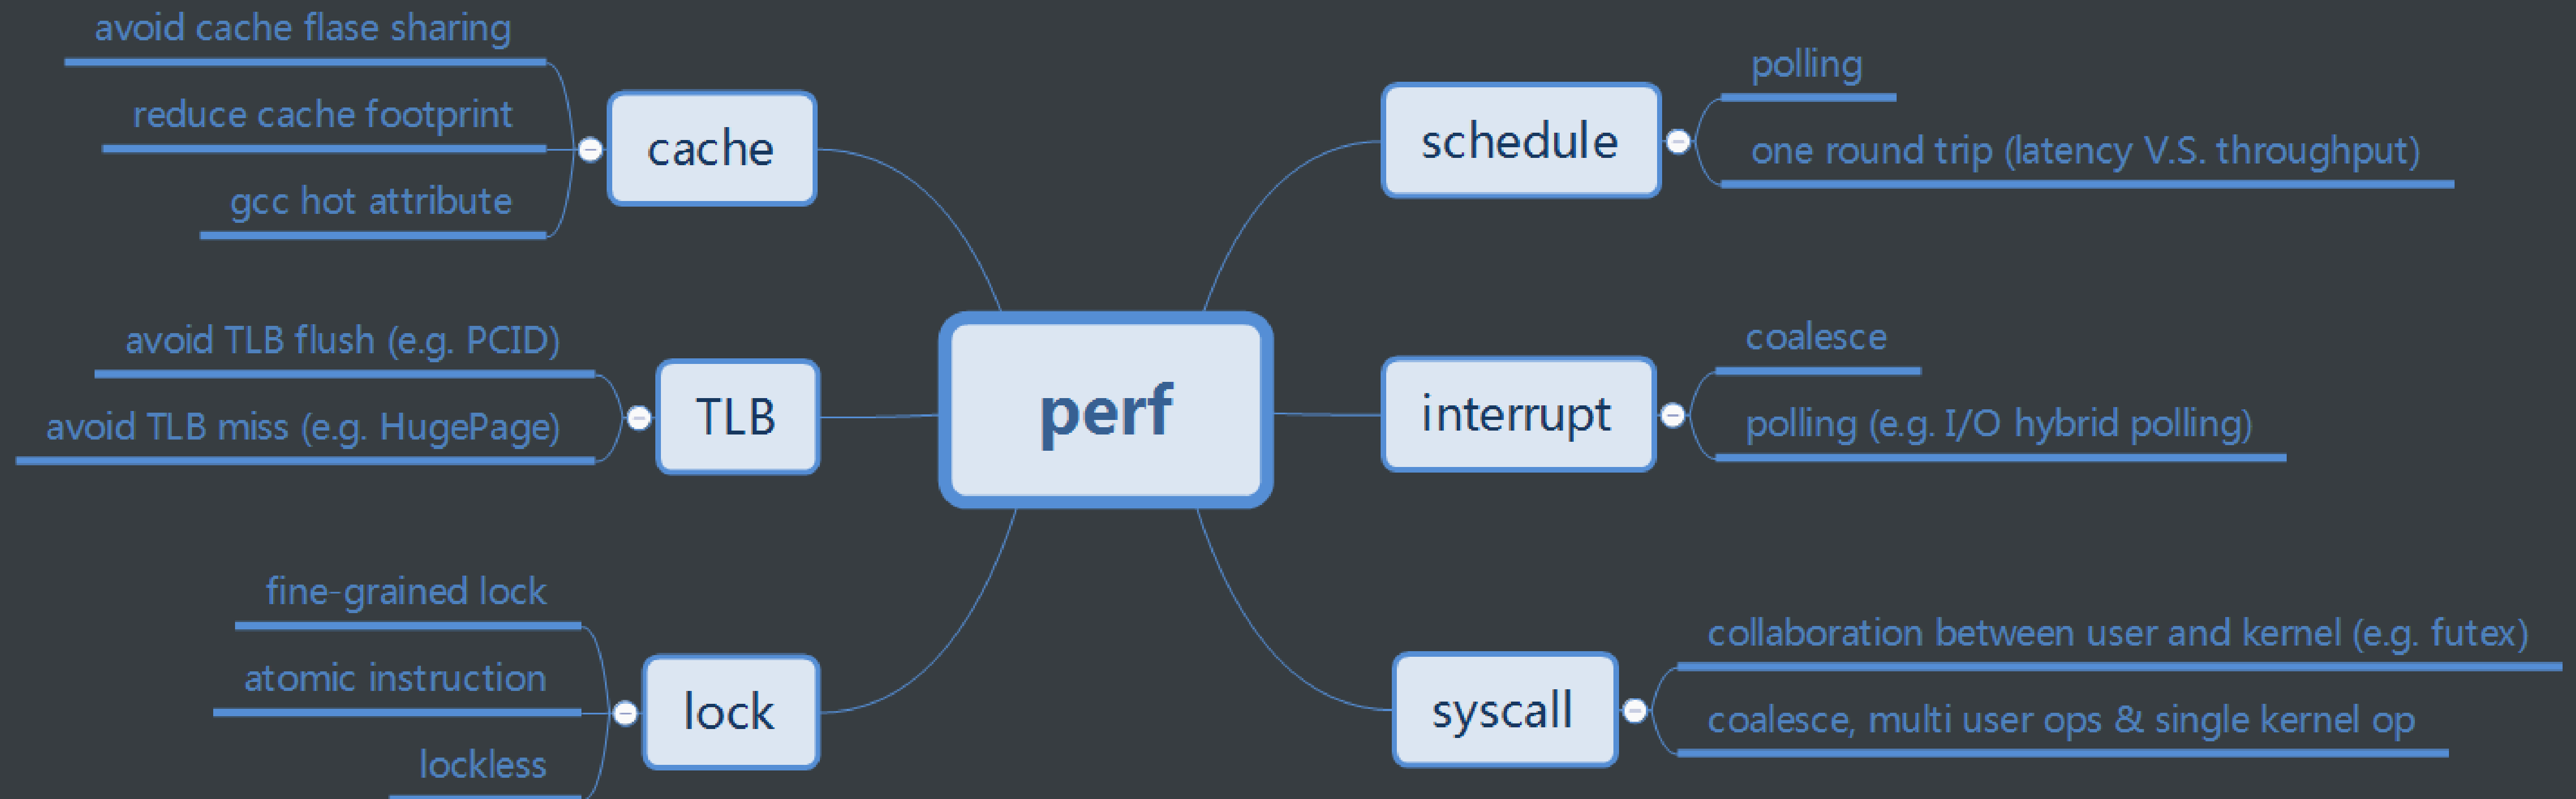 avoid cache flase sharing
reduce cache footprint
gcc hot attribute
cache
avoid TLB flush (e.g. PCID)
avoid TLB miss (e.g. HugePage)
TLB
fine-grained lock
atomic instruction
lockless
lock
perf
schedule
polling
one round trip (latency V.S. throughput)
interrupt
coalesce
polling (e.g. I/O hybrid polling)
syscall
collaboration between user and kernel (e.g. futex)
coalesce, multi user ops & single kernel op